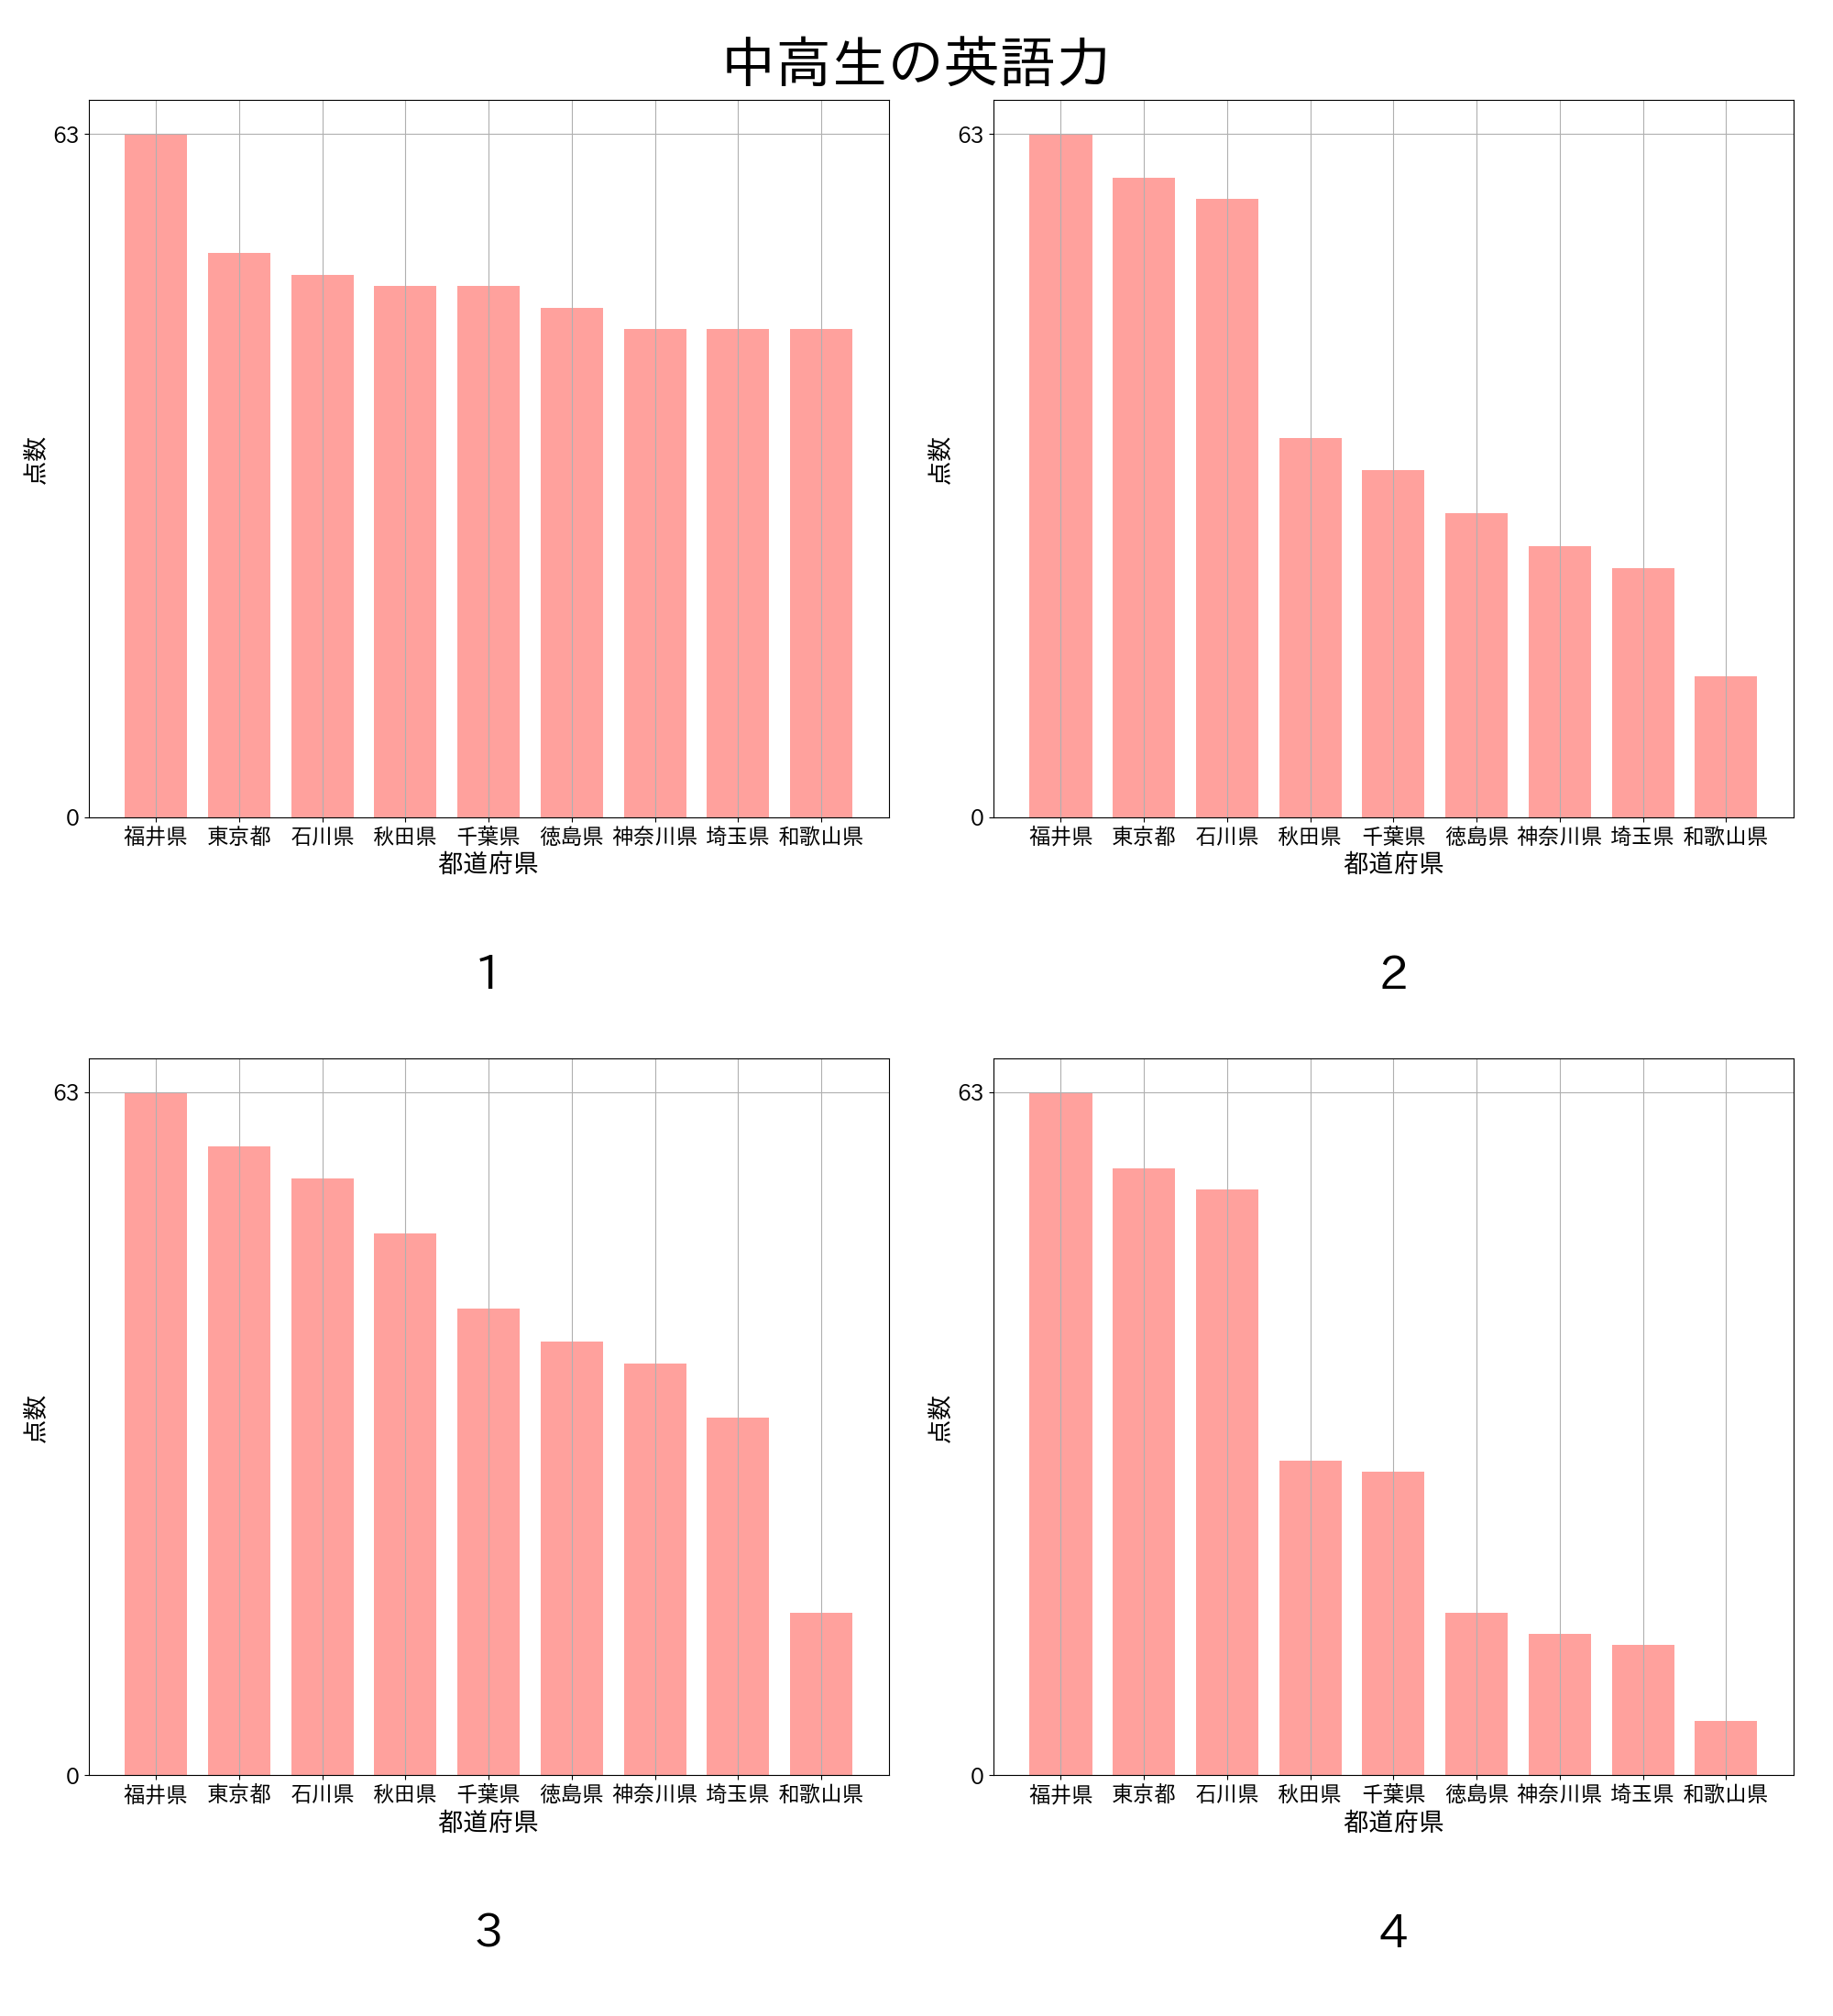 中高生の英語力
63
0
点数
福井県 東京都 石川県 秋田県 千葉県 徳島県 神奈川県 埼玉県 和歌山県
都道府県
1
63
0
点数
福井県 東京都 石川県 秋田県 千葉県 徳島県 神奈川県 埼玉県 和歌山県
都道府県
2
63
0
点数
福井県 東京都 石川県 秋田県 千葉県 徳島県 神奈川県 埼玉県 和歌山県
都道府県
3
63
0
点数
福井県 東京都 石川県 秋田県 千葉県 徳島県 神奈川県 埼玉県 和歌山県
都道府県
4